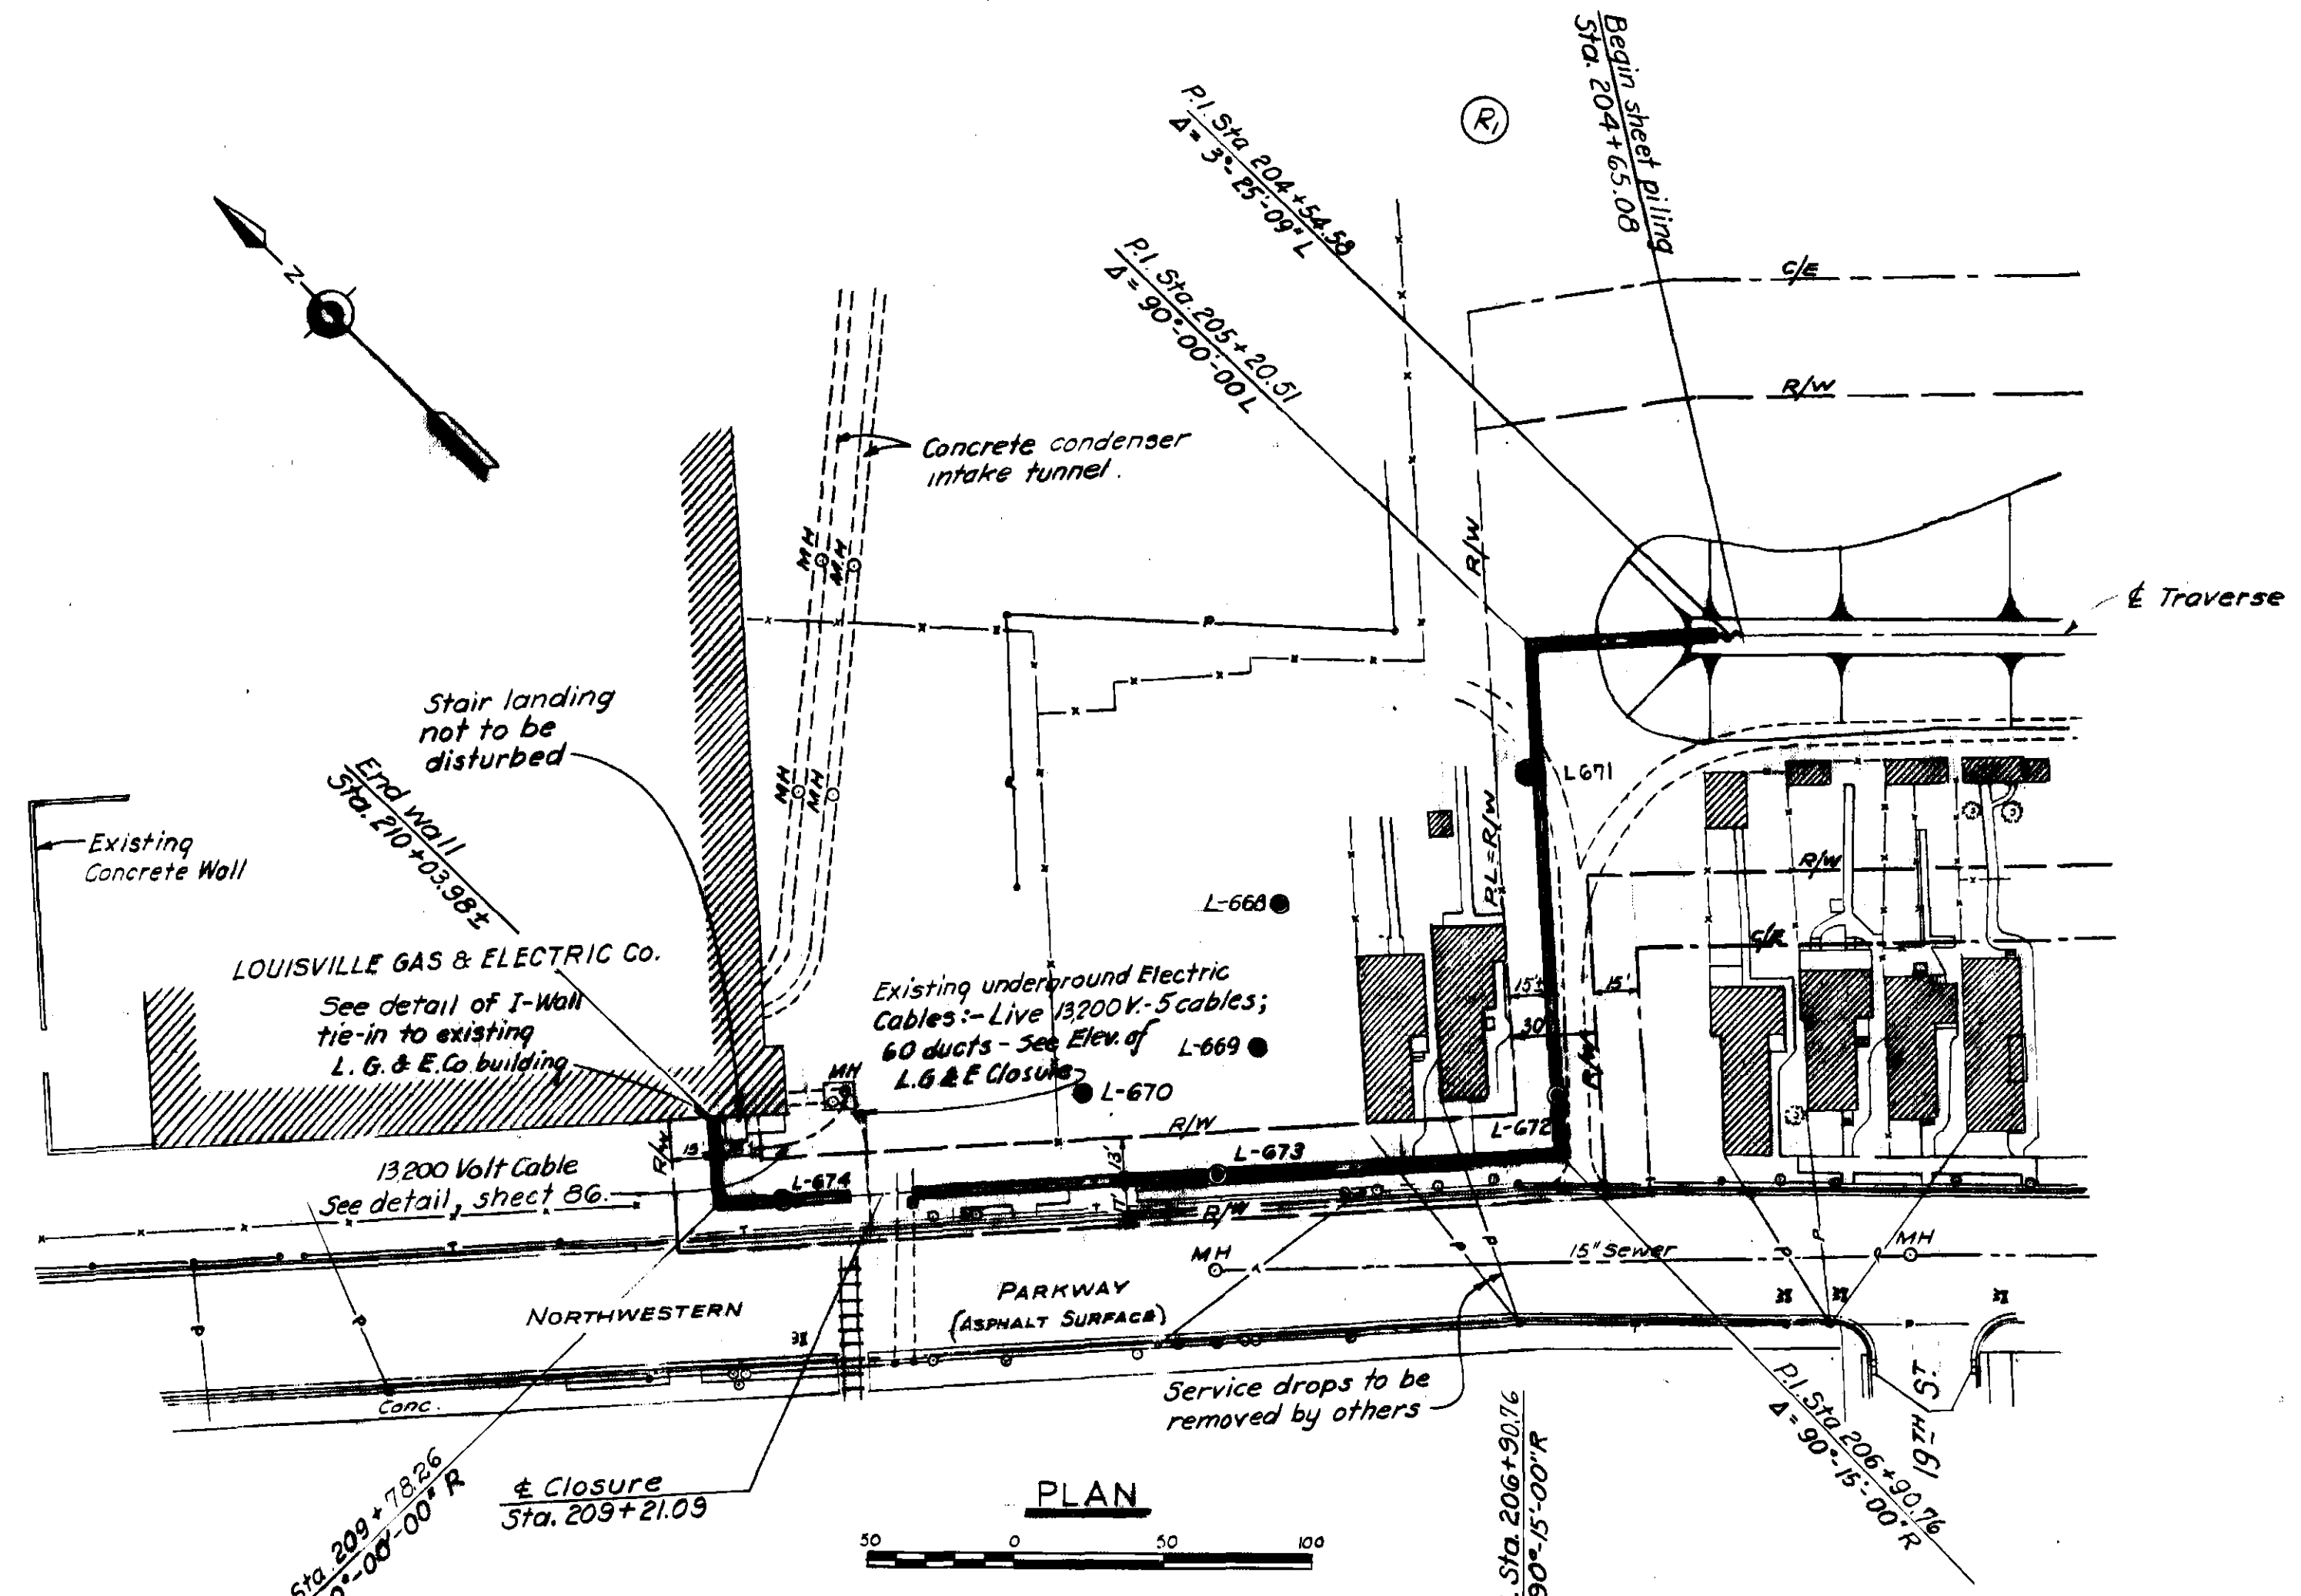 Begin sheet piling
Sta. 204+65.08
P.I. Sta 204+54.58
Δ = 3°-25'-09" L
R1
P.I. Sta. 205+20.51
Δ = 90°-00'-00 L
N
C/E
R/W
Concrete condenser
intake tunnel.
R/W
MH
M.H
P
₵ Traverse
Stair landing
not to be
disturbed
End wall
Sta. 210+03.98±
MH
MH
P
L671
Existing
Concrete Wall
P.L.=R/W
R/W
L-668
C/E
LOUISVILLE GAS & ELECTRIC Co.
See detail of I-Wall
tie-in to existing
L. G. & E. Co. building
Existing underground Electric
Cables:- Live 13,200 V.- 5 cables;
60 ducts - See Elev. of
L.G & E Closure
15'±
15'
30'
L-669
MH
L-670
R/W
R/W
L-672
R/W
15'
13'
L-673
13,200 Volt Cable
See detail, sheet 86.
L-674
T
T
T
R/W
MH
15" Sewer
MH
P
P
P
P
P
P
P
NORTHWESTERN
PARKWAY
(ASPHALT SURFACE)
Conc.
Service drops to be
removed by others
19TH ST
P.I. Sta 206+90.76
Δ = 90°-15'-00" R
Sta. 209+78.26
0°-00'-00" R
₵ Closure
Sta. 209+21.09
PLAN
Sta. 206+90.76
90°-15'-00" R
50 0 50 100